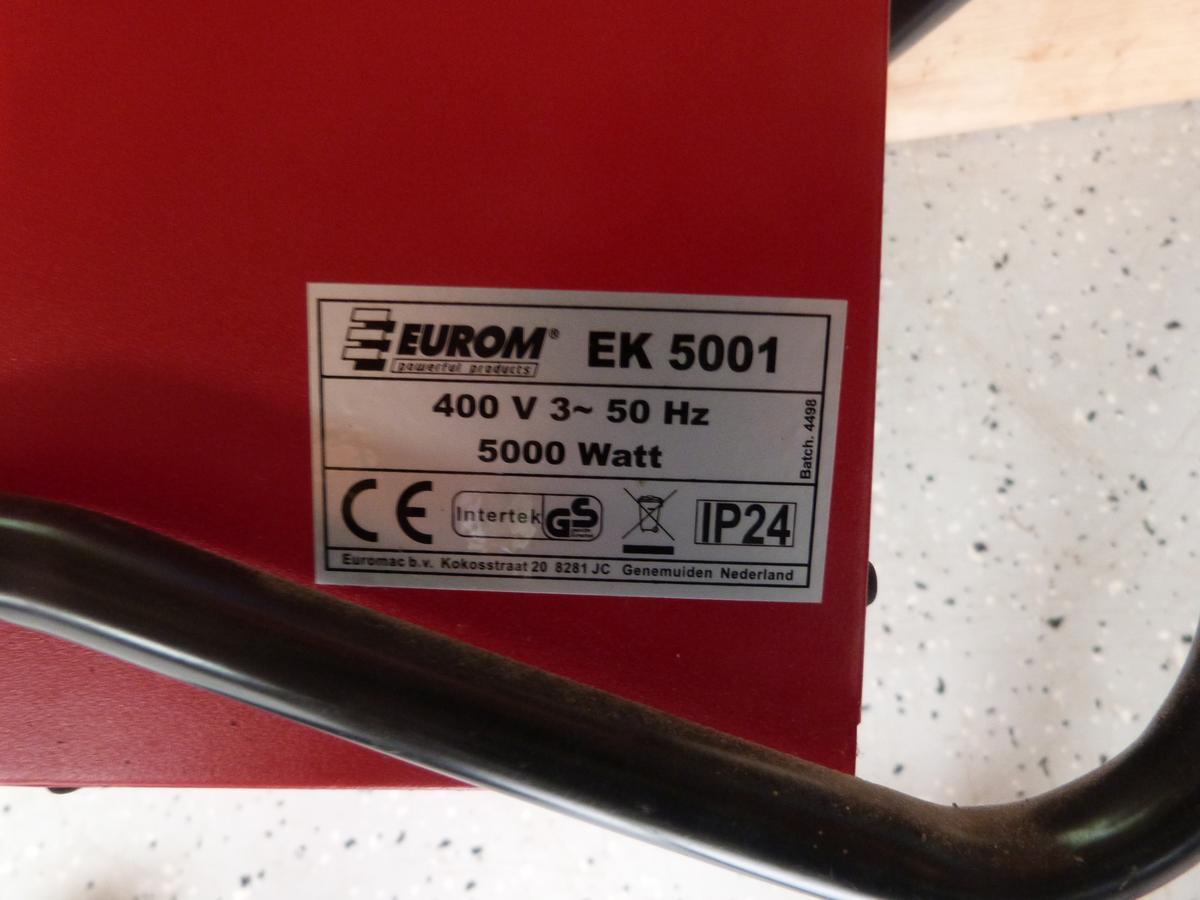 EUROM® EK 5001
powerful products
400 V 3~ 50 Hz
5000 Watt
Batch. 4498
CE Intertek GS IP24
Euromac b.v. Kokosstraat 20 8281 JC Genemuiden Nederland